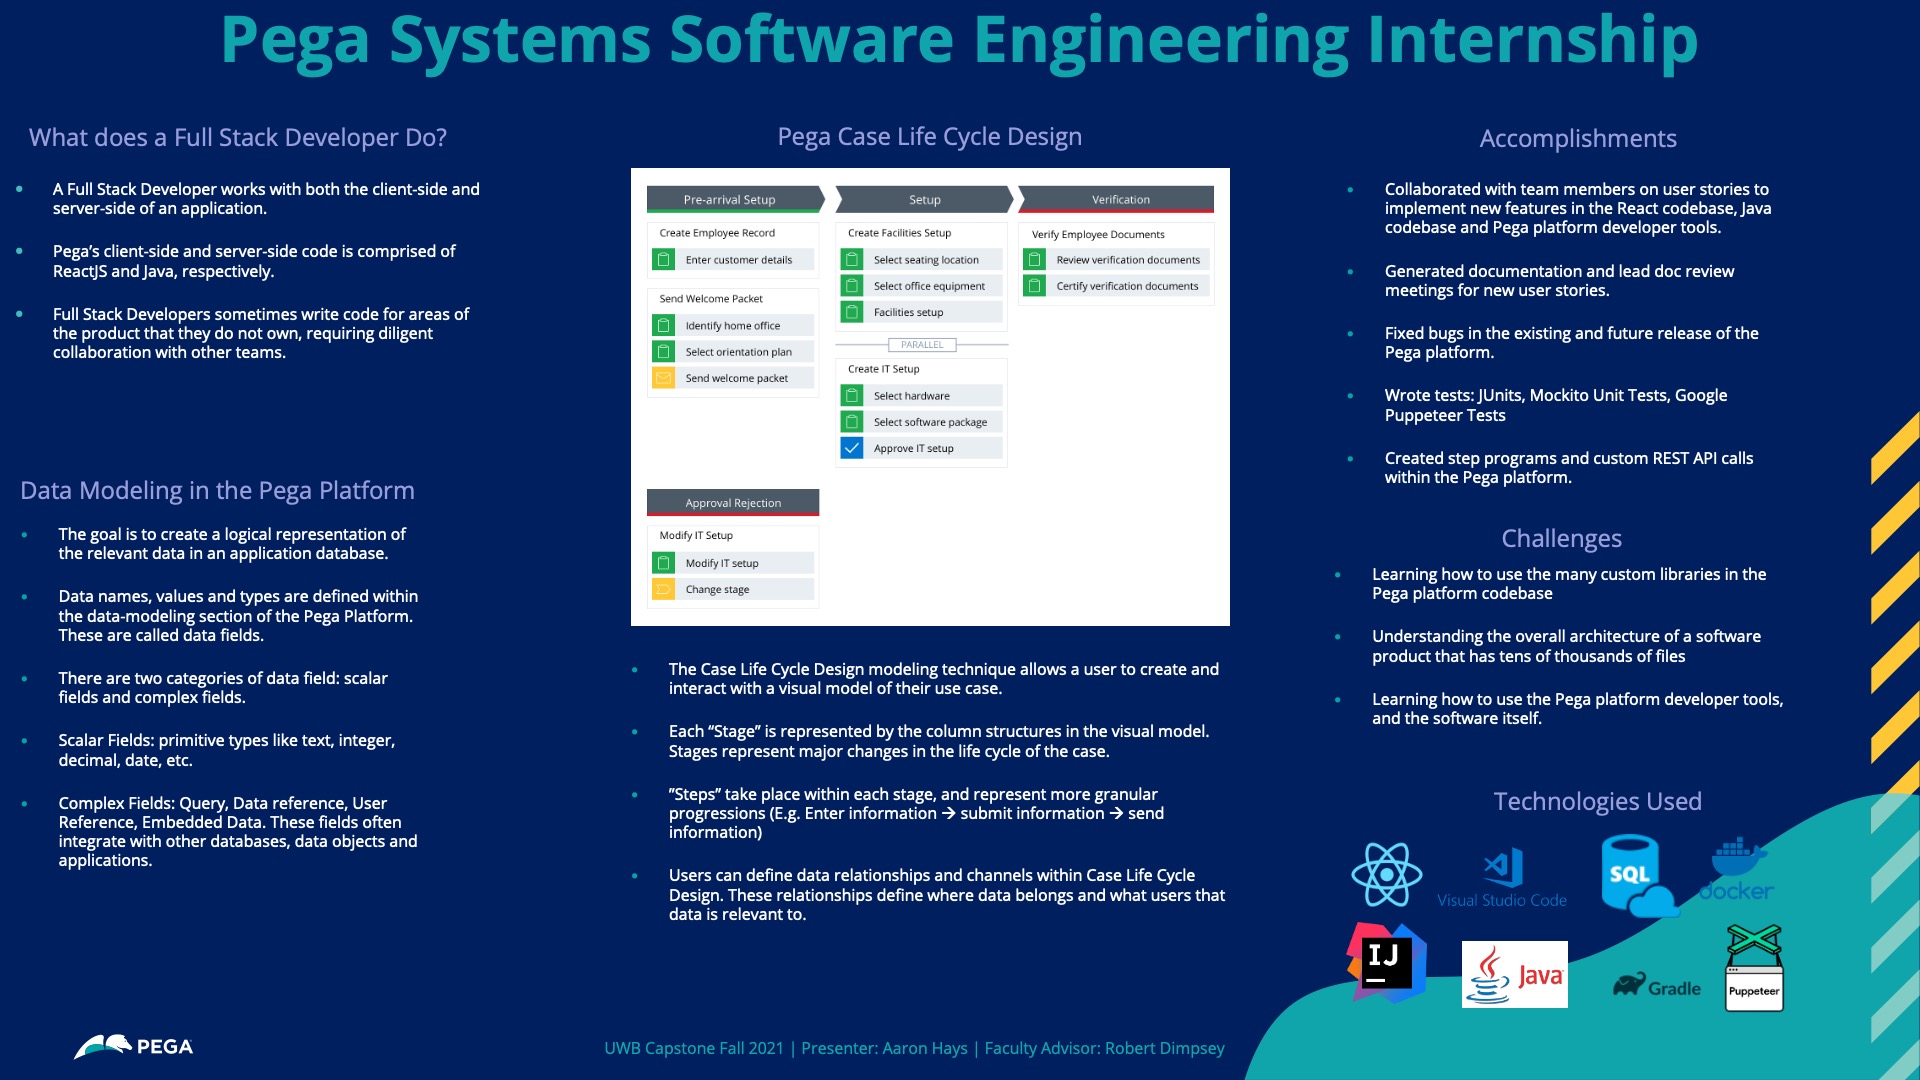 Pega Systems Software Engineering Internship
What does a Full Stack Developer Do?
• A Full Stack Developer works with both the client-side and
server-side of an application.
• Pega’s client-side and server-side code is comprised of
ReactJS and Java, respectively.
• Full Stack Developers sometimes write code for areas of
the product that they do not own, requiring diligent
collaboration with other teams.
Data Modeling in the Pega Platform
• The goal is to create a logical representation of
the relevant data in an application database.
• Data names, values and types are defined within
the data-modeling section of the Pega Platform.
These are called data fields.
• There are two categories of data field: scalar
fields and complex fields.
• Scalar Fields: primitive types like text, integer,
decimal, date, etc.
• Complex Fields: Query, Data reference, User
Reference, Embedded Data. These fields often
integrate with other databases, data objects and
applications.
Pega Case Life Cycle Design
Pre-arrival Setup
Create Employee Record
Enter customer details
Send Welcome Packet
Identify home office
Select orientation plan
Send welcome packet
Setup
Create Facilities Setup
Select seating location
Select office equipment
Facilities setup
PARALLEL
Create IT Setup
Select hardware
Select software package
Approve IT setup
Verification
Verify Employee Documents
Review verification documents
Certify verification documents
Approval Rejection
Modify IT Setup
Modify IT setup
Change stage
• The Case Life Cycle Design modeling technique allows a user to create and
interact with a visual model of their use case.
• Each “Stage” is represented by the column structures in the visual model.
Stages represent major changes in the life cycle of the case.
• ”Steps” take place within each stage, and represent more granular
progressions (E.g. Enter information → submit information → send
information)
• Users can define data relationships and channels within Case Life Cycle
Design. These relationships define where data belongs and what users that
data is relevant to.
Accomplishments
• Collaborated with team members on user stories to
implement new features in the React codebase, Java
codebase and Pega platform developer tools.
• Generated documentation and lead doc review
meetings for new user stories.
• Fixed bugs in the existing and future release of the
Pega platform.
• Wrote tests: JUnits, Mockito Unit Tests, Google
Puppeteer Tests
• Created step programs and custom REST API calls
within the Pega platform.
Challenges
• Learning how to use the many custom libraries in the
Pega platform codebase
• Understanding the overall architecture of a software
product that has tens of thousands of files
• Learning how to use the Pega platform developer tools,
and the software itself.
Technologies Used
Visual Studio Code
SQL
docker
IJ
Java
Gradle
Puppeteer
PEGA
UWB Capstone Fall 2021 | Presenter: Aaron Hays | Faculty Advisor: Robert Dimpsey